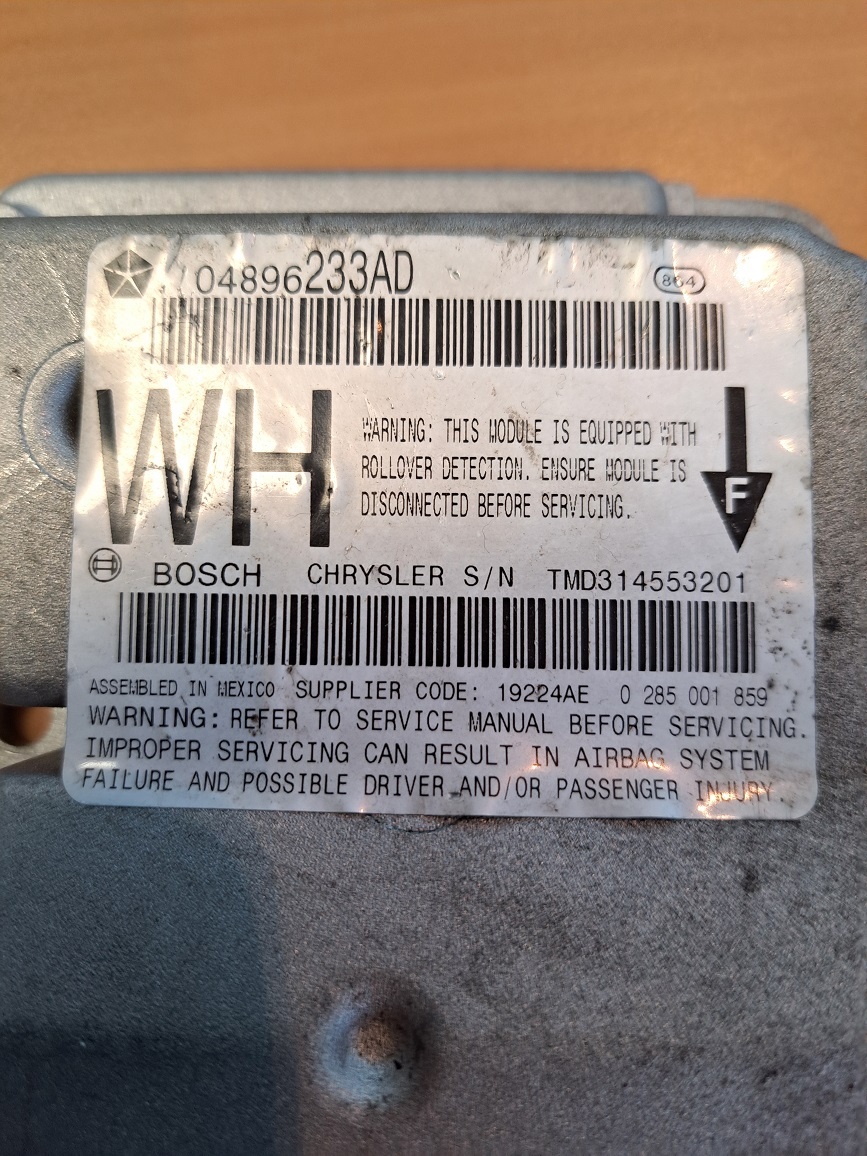 04896233AD
864
WH
WARNING: THIS MODULE IS EQUIPPED WITH
ROLLOVER DETECTION. ENSURE MODULE IS
DISCONNECTED BEFORE SERVICING.
F
BOSCH CHRYSLER S/N TMD314553201
ASSEMBLED IN MEXICO SUPPLIER CODE: 19224AE 0 285 001 859
WARNING: REFER TO SERVICE MANUAL BEFORE SERVICING.
IMPROPER SERVICING CAN RESULT IN AIRBAG SYSTEM
FAILURE AND POSSIBLE DRIVER AND/OR PASSENGER INJURY.